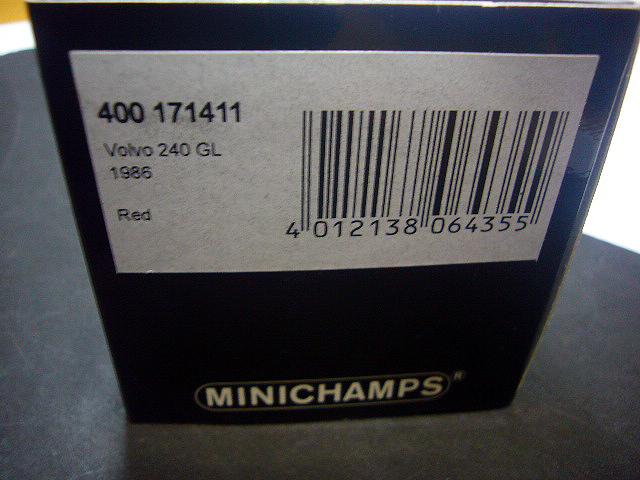 400 171411
Volvo 240 GL
1986
Red
4 012138 064355
MINICHAMPS®